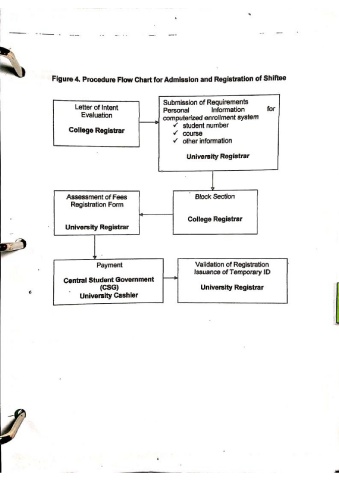 Figure 4. Procedure Flow Chart for Admission and Registration of Shiftee
Letter of Intent
Evaluation
College Registrar
Submission of Requirements
Personal Information for
computerized enrollment system
✓ student number
✓ course
✓ other information
University Registrar
Assessment of Fees
Registration Form
University Registrar
Block Section
College Registrar
Payment
Central Student Government
(CSG)
University Cashier
Validation of Registration
Issuance of Temporary ID
University Registrar